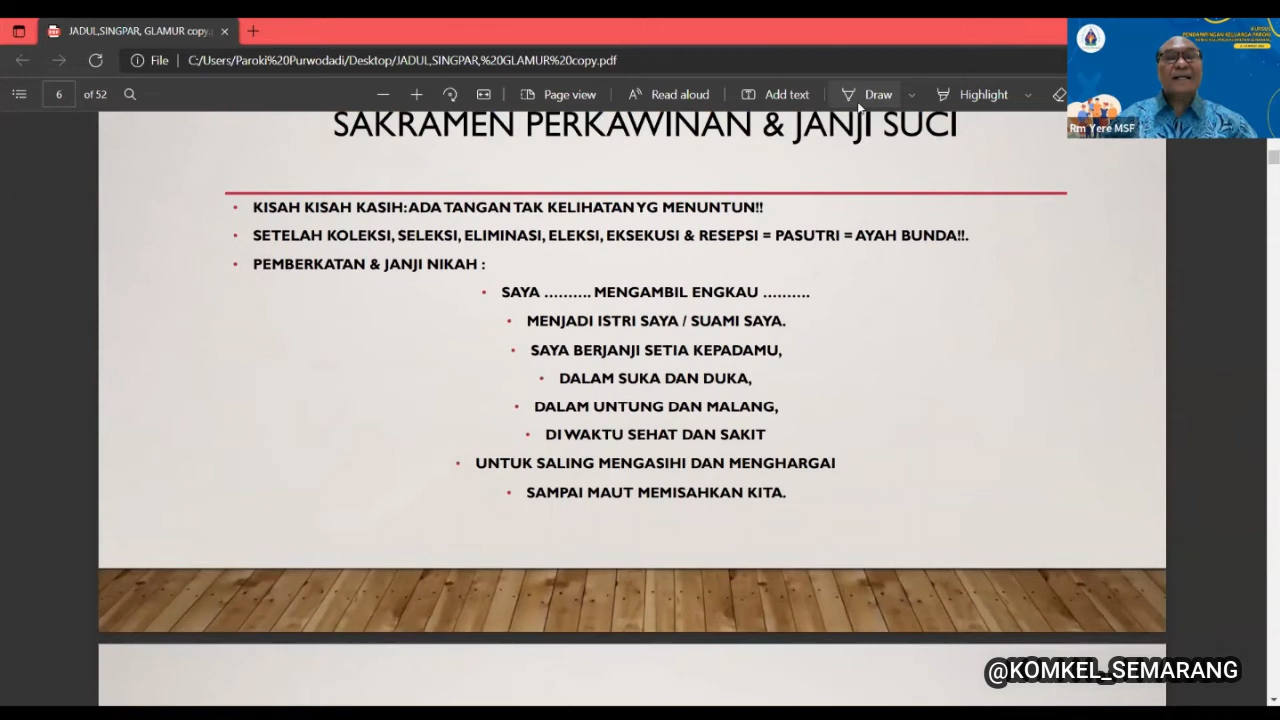 JADUL,SINGPAR, GLAMUR copy.
File
C:/Users/Paroki%20Purwodadi/Desktop/JADUL,SINGPAR,%20GLAMUR%20copy.pdf
6 of 52
Page view
Read aloud
Add text
Draw
Highlight
KURSUS
PENDAMPINGAN KELUARGA PAROKI
Rm Yere MSF
SAKRAMEN PERKAWINAN & JANJI SUCI
• KISAH KISAH KASIH: ADA TANGAN TAK KELIHATAN YG MENUNTUN!!
• SETELAH KOLEKSI, SELEKSI, ELIMINASI, ELEKSI, EKSEKUSI & RESEPSI = PASUTRI = AYAH BUNDA!!.
• PEMBERKATAN & JANJI NIKAH :
• SAYA .......... MENGAMBIL ENGKAU ..........
• MENJADI ISTRI SAYA / SUAMI SAYA.
• SAYA BERJANJI SETIA KEPADAMU,
• DALAM SUKA DAN DUKA,
• DALAM UNTUNG DAN MALANG,
• DI WAKTU SEHAT DAN SAKIT
• UNTUK SALING MENGASIHI DAN MENGHARGAI
• SAMPAI MAUT MEMISAHKAN KITA.
@KOMKEL_SEMARANG